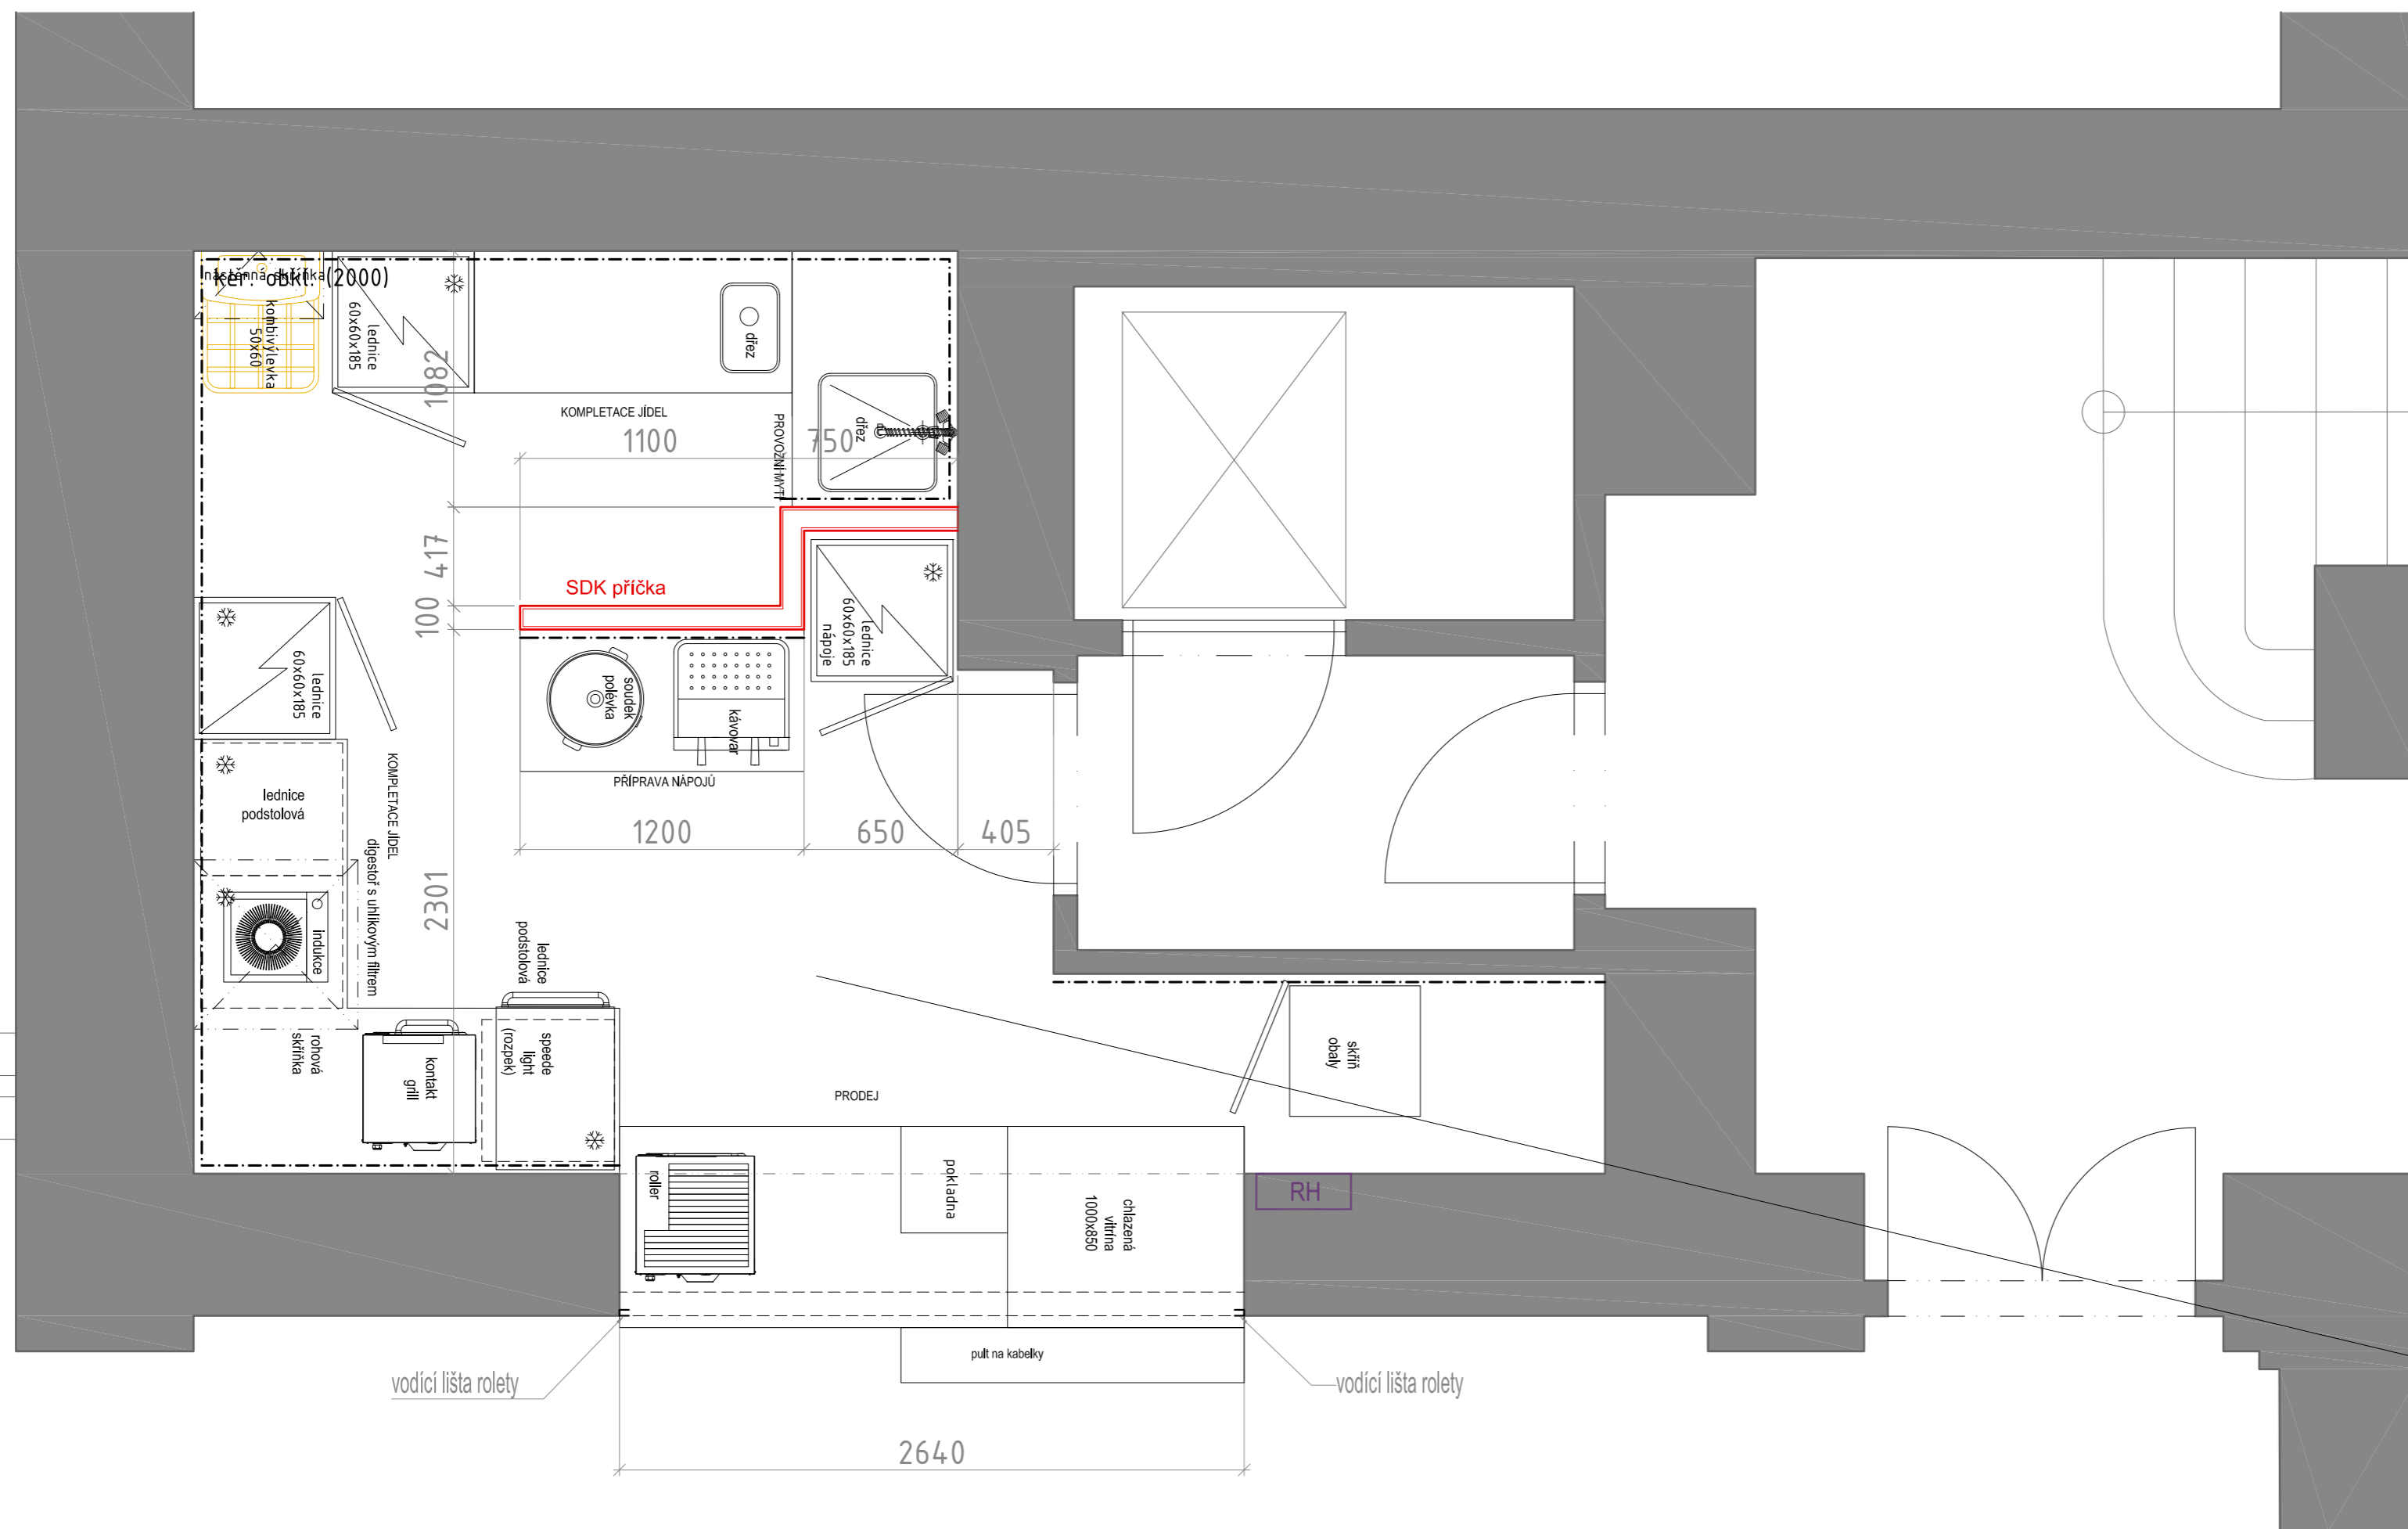 nástěnná skříňka
ker. obkl. (2000)
kombivýlevka
50x60
lednice
60x60x185
dřez
1082
KOMPLETACE JÍDEL
1100
750
dřez
PROVOZNÍ MYTÍ
417
100
SDK příčka
lednice
60x60x185
nápoje
lednice
60x60x185
soudek
polévka
kávovar
PŘÍPRAVA NÁPOJŮ
KOMPLETACE JÍDEL
lednice
podstolová
1200
650
405
digestoř s uhlíkovým filtrem
2301
indukce
lednice
podstolová
rohová
skříňka
kontakt
grill
speede
light
(rozpek)
skříň
obaly
PRODEJ
roller
pokladna
chlazená
vitrína
1000x850
RH
pult na kabelky
vodící lišta rolety
vodící lišta rolety
2640